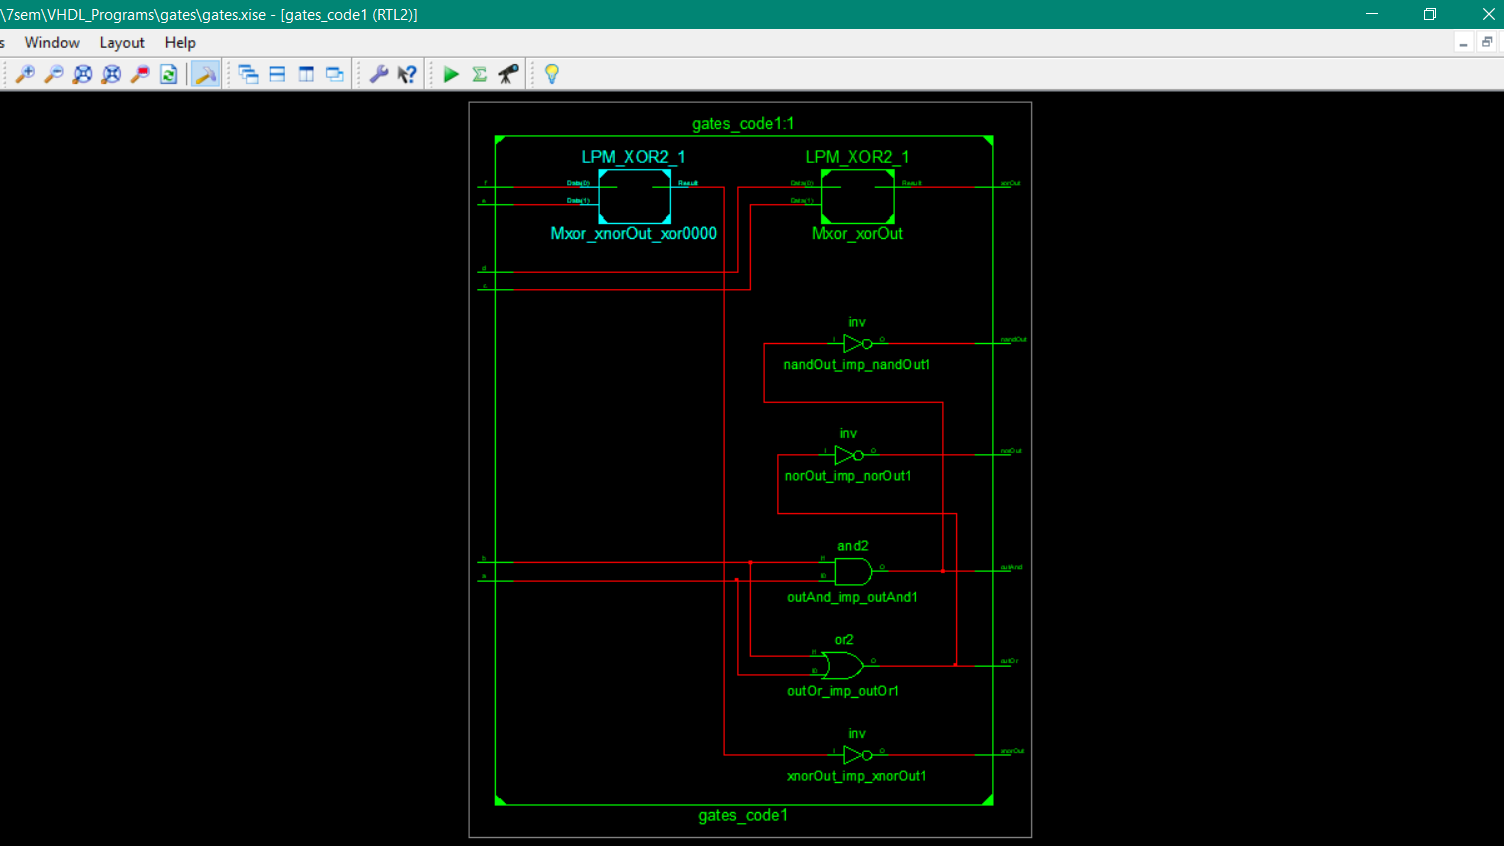 \7sem\VHDL_Programs\gates\gates.xise - [gates_code1 (RTL2)]
s Window Layout Help
gates_code1:1
LPM_XOR2_1 LPM_XOR2_1
f Data(0) Result Data(0) Result xorOut
e Data(1) Data(1)
Mxor_xnorOut_xor0000 Mxor_xorOut
d
c
inv
I O nandOut
nandOut_imp_nandOut1
inv
I O norOut
norOut_imp_norOut1
and2
b I1
O outAnd
a I0
outAnd_imp_outAnd1
or2
I1
O outOr
I0
outOr_imp_outOr1
inv
I O xnorOut
xnorOut_imp_xnorOut1
gates_code1